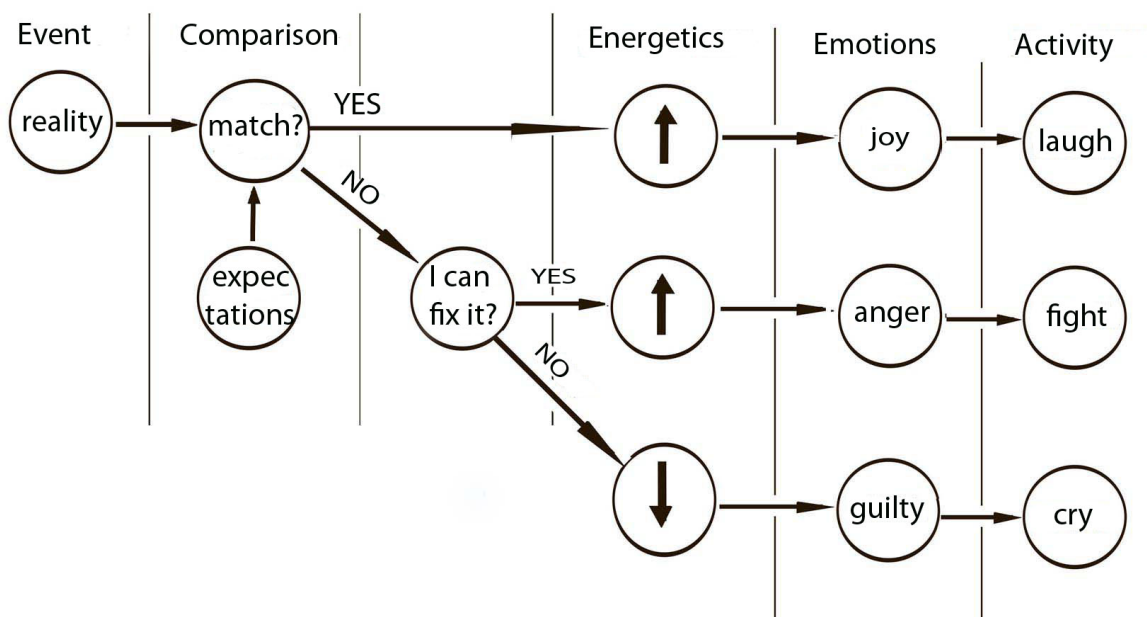 Event
Comparison
Energetics
Emotions
Activity
reality
match?
YES
joy
laugh
NO
expec
tations
I can
fix it?
YES
anger
fight
NO
guilty
cry